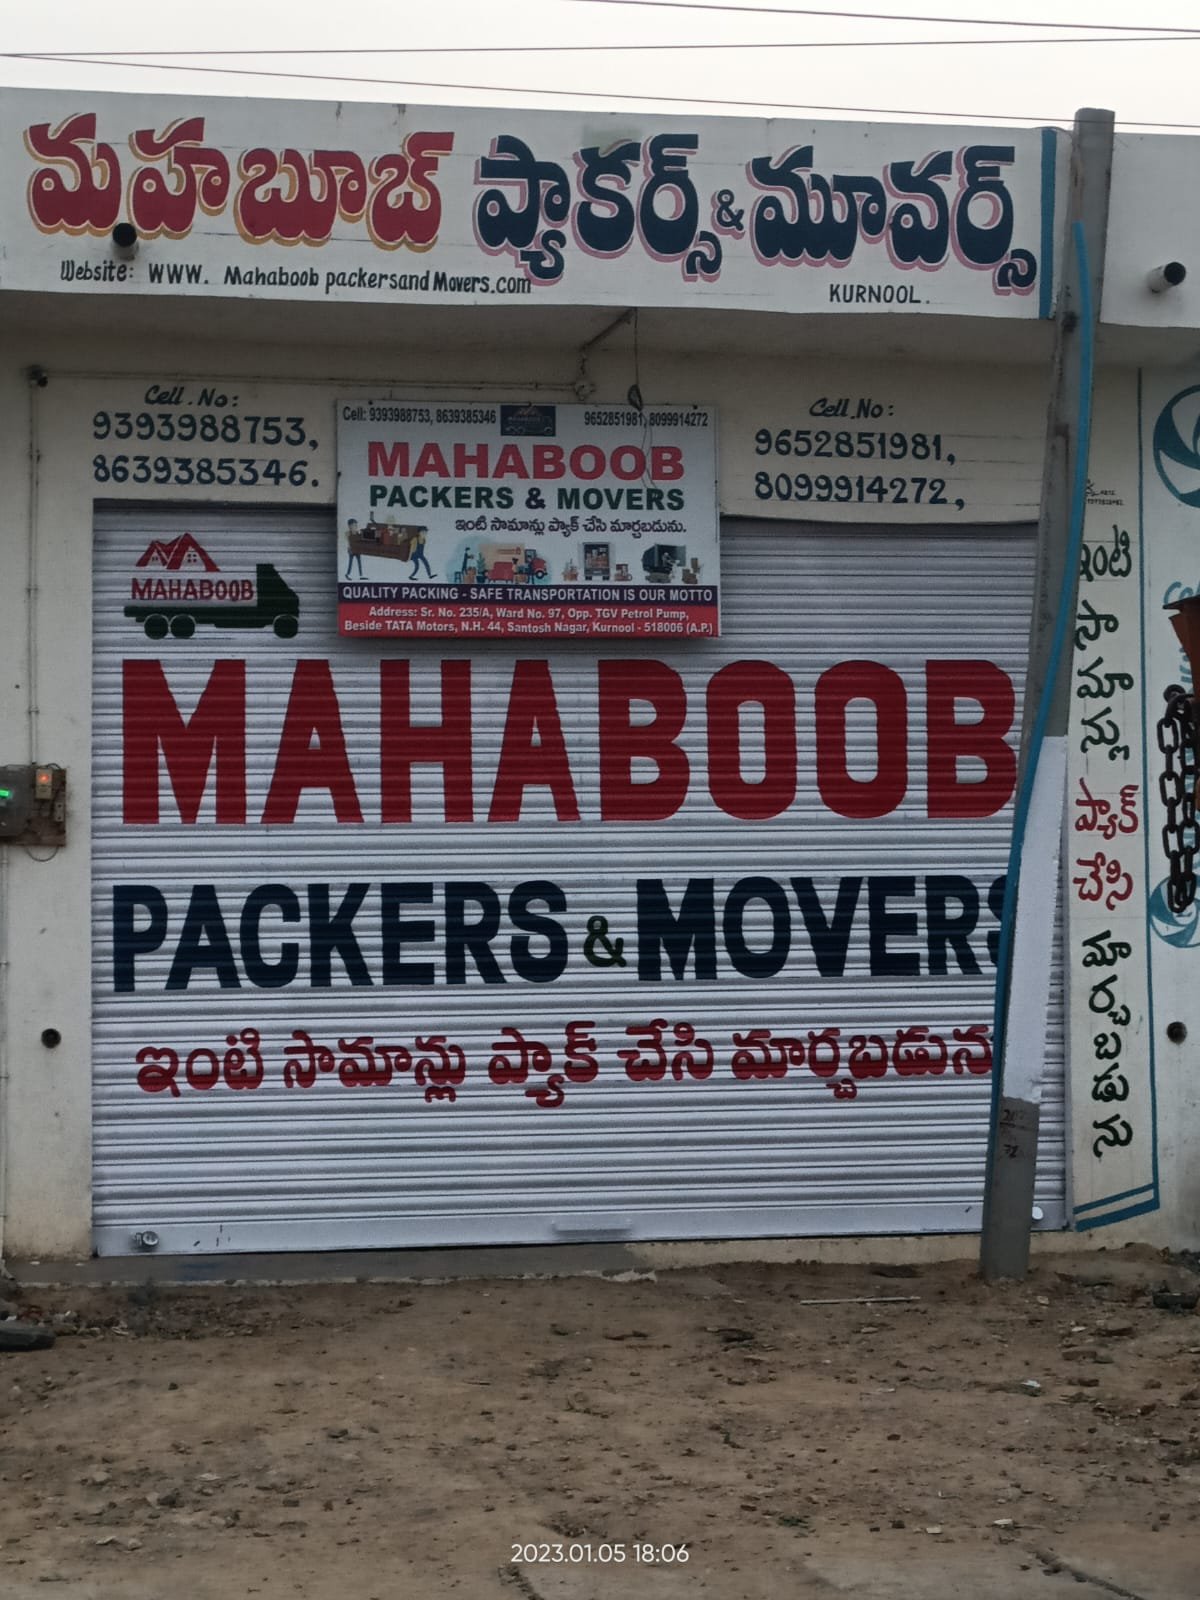 మహబూబ్ ప్యాకర్స్ & మూవర్స్
Website: WWW. Mahaboob packersand Movers.com
KURNOOL.
Cell.No:
9393988753,
8639385346.
Cell: 9393988753, 8639385346
9652851981, 8099914272
MAHABOOB
PACKERS & MOVERS
ఇంటి సామాన్లు ప్యాక్ చేసి మార్చబడును.
QUALITY PACKING - SAFE TRANSPORTATION IS OUR MOTTO
Address: Sr. No. 235/A, Ward No. 97, Opp. TGV Petrol Pump,
Beside TATA Motors, N.H. 44, Santosh Nagar, Kurnool - 518006 (A.P.)
Cell.No:
9652851981,
8099914272,
MAHABOOB
MAHABOOB
PACKERS & MOVERS
ఇంటి సామాన్లు ప్యాక్ చేసి మార్చబడును
ఇంటి
ప్యాక్
చేసి
2023.01.05 18:06